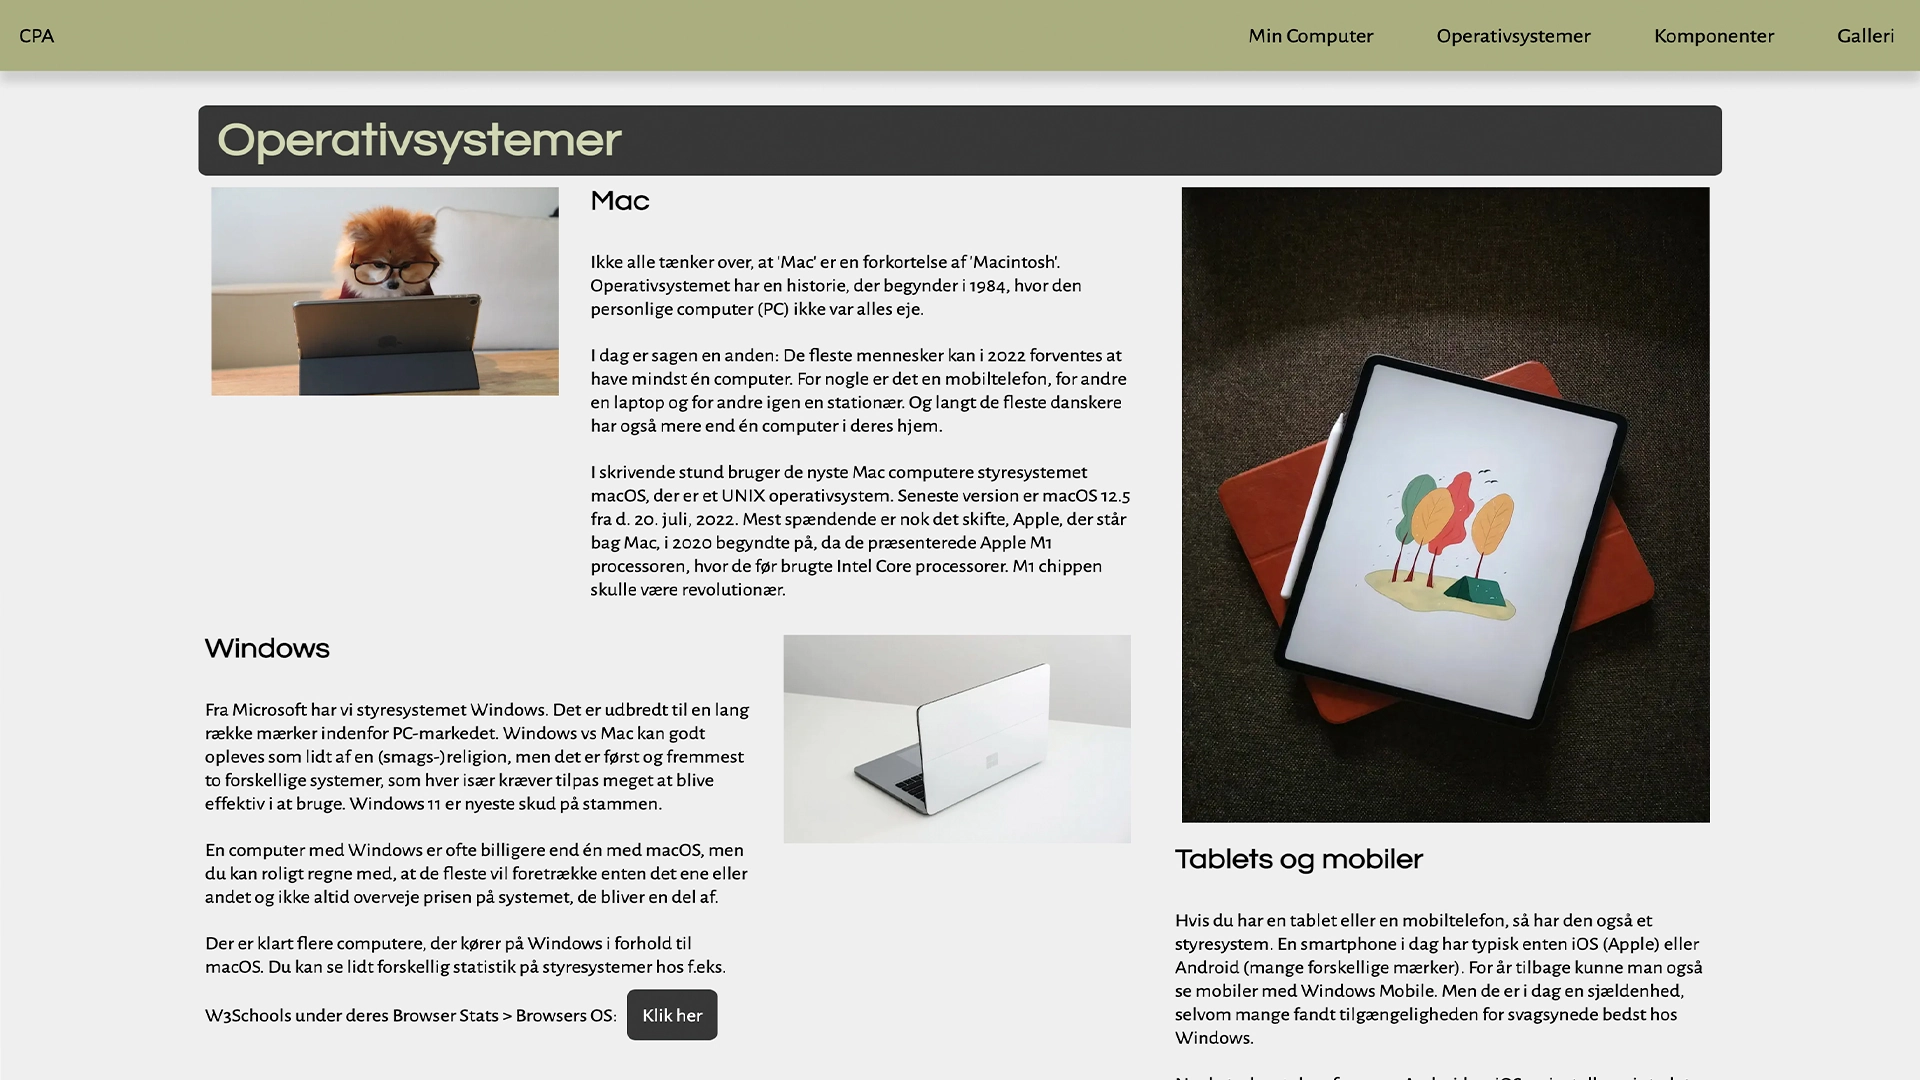 CPA
Min Computer
Operativsystemer
Komponenter
Galleri
Operativsystemer
Mac
Ikke alle tænker over, at 'Mac' er en forkortelse af 'Macintosh'.
Operativsystemet har en historie, der begynder i 1984, hvor den
personlige computer (PC) ikke var alles eje.
I dag er sagen en anden: De fleste mennesker kan i 2022 forventes at
have mindst én computer. For nogle er det en mobiltelefon, for andre
en laptop og for andre igen en stationær. Og langt de fleste danskere
har også mere end én computer i deres hjem.
I skrivende stund bruger de nyste Mac computere styresystemet
macOS, der er et UNIX operativsystem. Seneste version er macOS 12.5
fra d. 20. juli, 2022. Mest spændende er nok det skifte, Apple, der står
bag Mac, i 2020 begyndte på, da de præsenterede Apple M1
processoren, hvor de før brugte Intel Core processorer. M1 chippen
skulle være revolutionær.
Windows
Fra Microsoft har vi styresystemet Windows. Det er udbredt til en lang
række mærker indenfor PC-markedet. Windows vs Mac kan godt
opleves som lidt af en (smags-)religion, men det er først og fremmest
to forskellige systemer, som hver især kræver tilpas meget at blive
effektiv i at bruge. Windows 11 er nyeste skud på stammen.
En computer med Windows er ofte billigere end én med macOS, men
du kan roligt regne med, at de fleste vil foretrække enten det ene eller
andet og ikke altid overveje prisen på systemet, de bliver en del af.
Der er klart flere computere, der kører på Windows i forhold til
macOS. Du kan se lidt forskellig statistik på styresystemer hos f.eks.
W3Schools under deres Browser Stats > Browsers OS: Klik her
Tablets og mobiler
Hvis du har en tablet eller en mobiltelefon, så har den også et
styresystem. En smartphone i dag har typisk enten iOS (Apple) eller
Android (mange forskellige mærker). For år tilbage kunne man også
se mobiler med Windows Mobile. Men de er i dag en sjældenhed,
selvom mange fandt tilgængeligheden for svagsynede bedst hos
Windows.